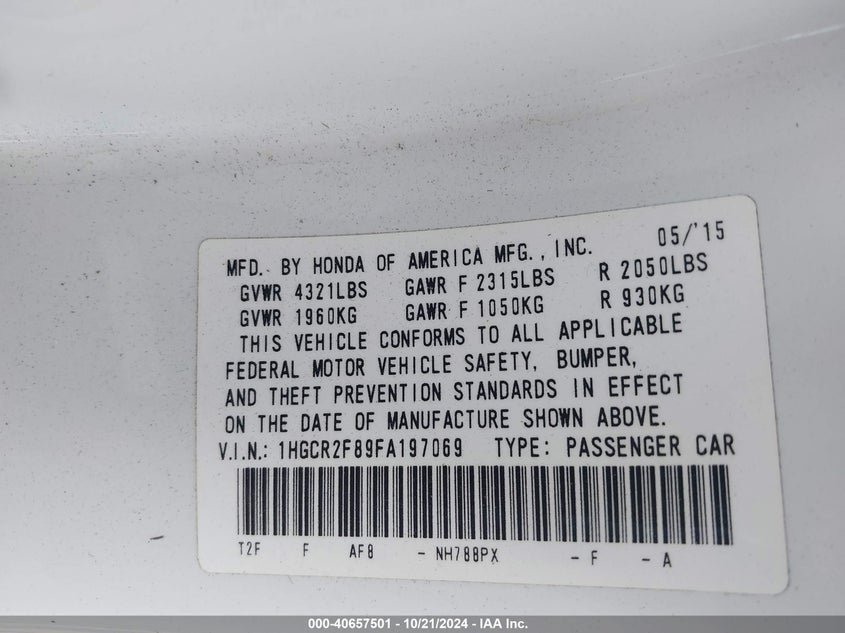 MFD. BY HONDA OF AMERICA MFG., INC. 05/'15
GVWR 4321LBS GAWR F 2315LBS R 2050LBS
GVWR 1960KG GAWR F 1050KG R 930KG
THIS VEHICLE CONFORMS TO ALL APPLICABLE
FEDERAL MOTOR VEHICLE SAFETY, BUMPER,
AND THEFT PREVENTION STANDARDS IN EFFECT
ON THE DATE OF MANUFACTURE SHOWN ABOVE.
V.I.N.: 1HGCR2F89FA197069 TYPE: PASSENGER CAR
T2F F AF8 - NH788PX - F - A
000-40657501 - 10/21/2024 - IAA Inc.